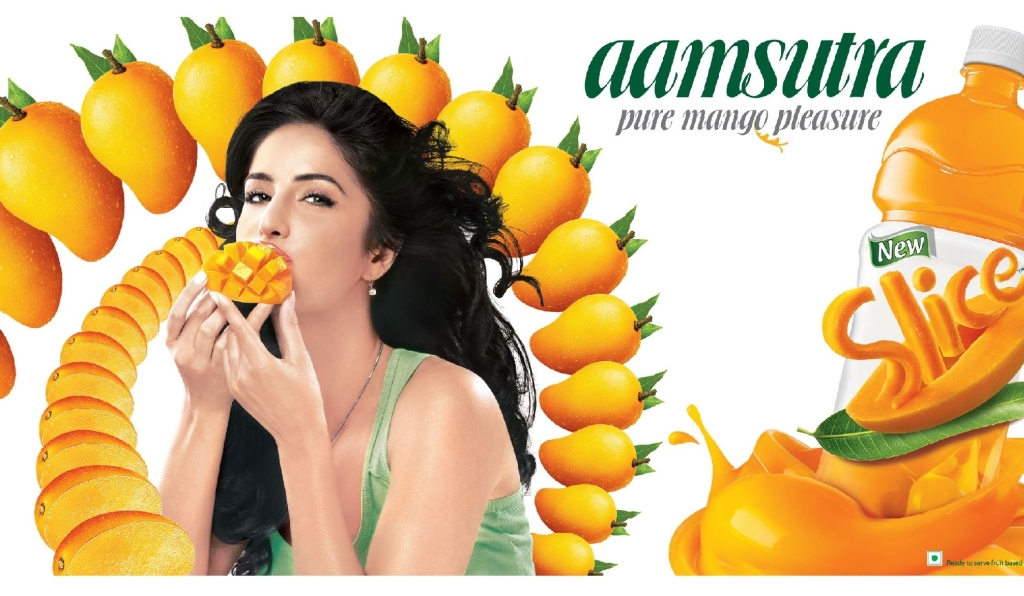 aamsutra
pure mango pleasure
New
Slice
Ready to serve fruit based